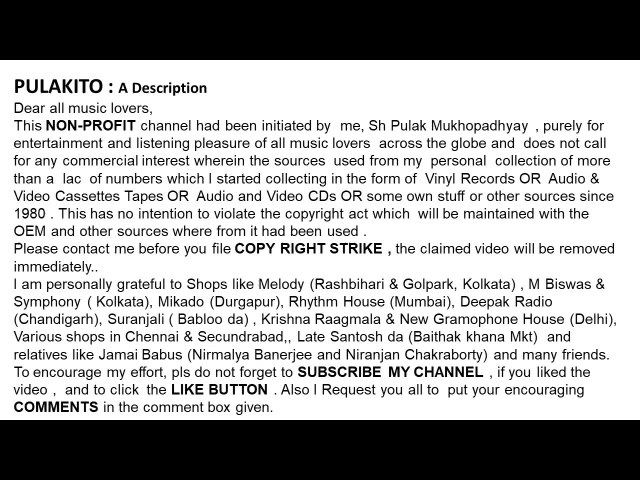 PULAKITO : A Description
Dear all music lovers,
This NON-PROFIT channel had been initiated by me, Sh Pulak Mukhopadhyay , purely for
entertainment and listening pleasure of all music lovers across the globe and does not call
for any commercial interest wherein the sources used from my personal collection of more
than a lac of numbers which I started collecting in the form of Vinyl Records OR Audio &
Video Cassettes Tapes OR Audio and Video CDs OR some own stuff or other sources since
1980 . This has no intention to violate the copyright act which will be maintained with the
OEM and other sources where from it had been used .
Please contact me before you file COPY RIGHT STRIKE , the claimed video will be removed
immediately..
I am personally grateful to Shops like Melody (Rashbihari & Golpark, Kolkata) , M Biswas &
Symphony ( Kolkata), Mikado (Durgapur), Rhythm House (Mumbai), Deepak Radio
(Chandigarh), Suranjali ( Babloo da) , Krishna Raagmala & New Gramophone House (Delhi),
Various shops in Chennai & Secundrabad,, Late Santosh da (Baithak khana Mkt) and
relatives like Jamai Babus (Nirmalya Banerjee and Niranjan Chakraborty) and many friends.
To encourage my effort, pls do not forget to SUBSCRIBE MY CHANNEL , if you liked the
video , and to click the LIKE BUTTON . Also I Request you all to put your encouraging
COMMENTS in the comment box given.